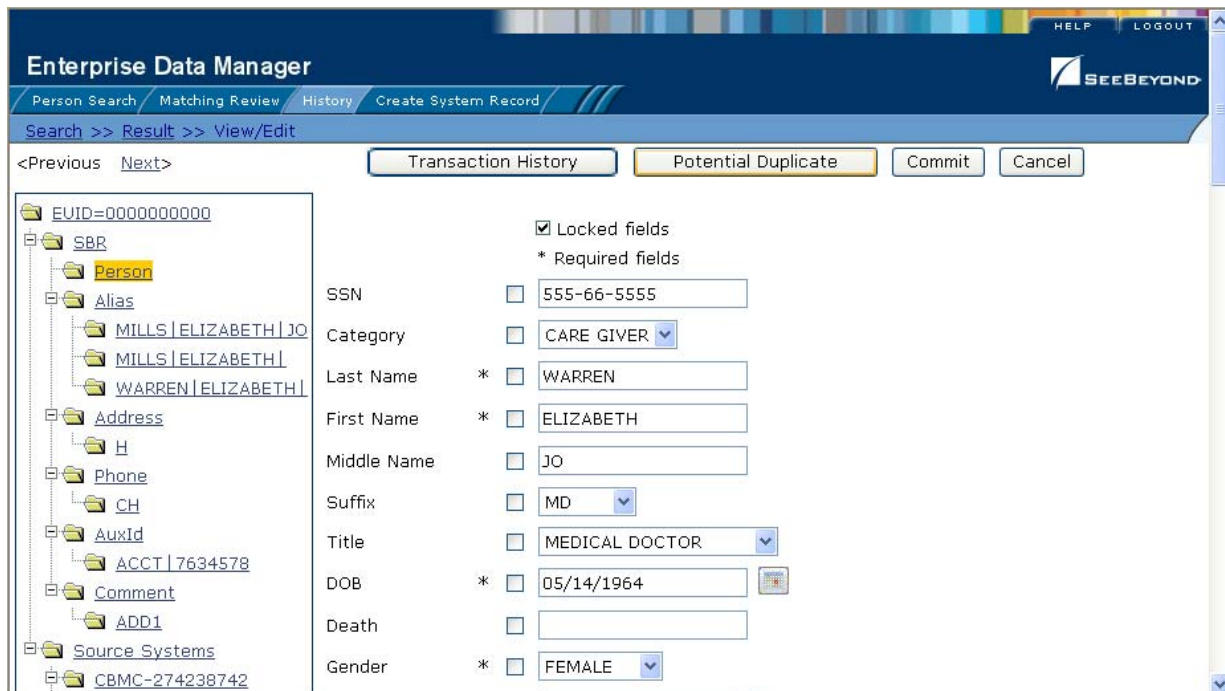 HELP LOGOUT
Enterprise Data Manager
SEEBEYOND
Person Search Matching Review History Create System Record
Search >> Result >> View/Edit
<Previous Next>
Transaction History Potential Duplicate Commit Cancel
EUID=0000000000
SBR
Person
Alias
MILLS|ELIZABETH|JO
MILLS|ELIZABETH|
WARREN|ELIZABETH|
Address
H
Phone
CH
AuxId
ACCT|7634578
Comment
ADD1
Source Systems
CBMC-274238742
Locked fields
* Required fields
SSN 555-66-5555
Category CARE GIVER
Last Name * WARREN
First Name * ELIZABETH
Middle Name JO
Suffix MD
Title MEDICAL DOCTOR
DOB * 05/14/1964
Death
Gender * FEMALE